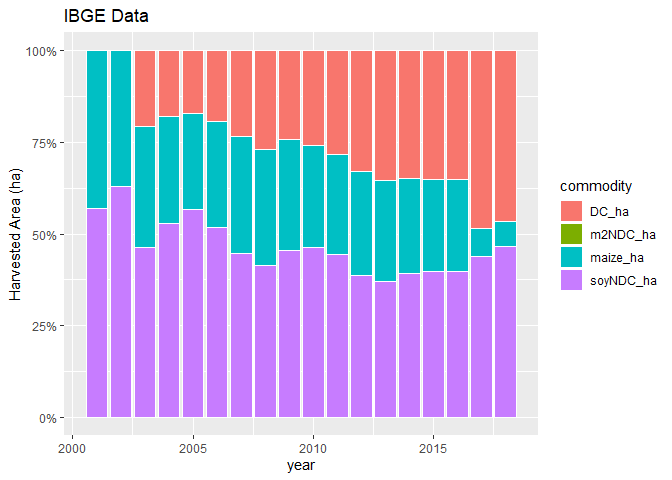 IBGE Data
100%
75%
50%
25%
0%
Harvested Area (ha)
2000
2005
2010
2015
year
commodity
DC_ha
m2NDC_ha
maize_ha
soyNDC_ha